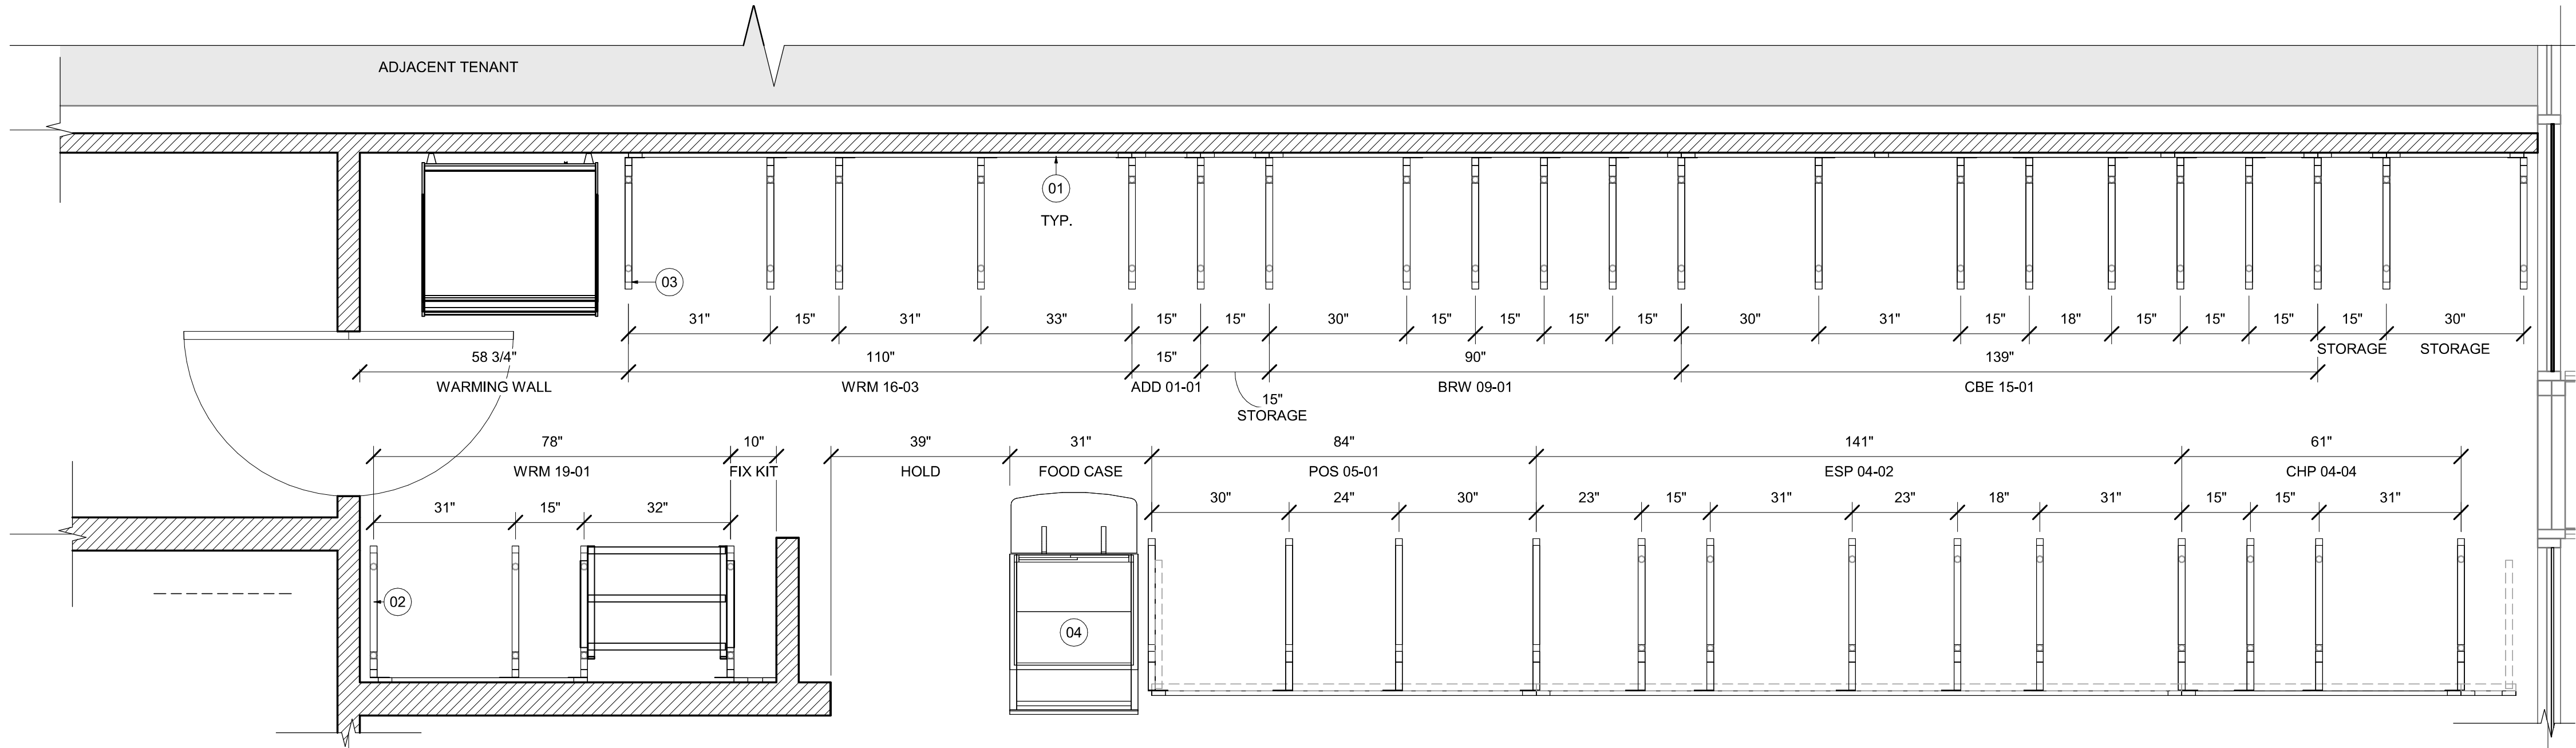 ADJACENT TENANT
01
TYP.
03
31" 15" 31" 33" 15" 15" 30" 15" 15" 15" 15" 30" 31" 15" 18" 15" 15" 15" 15" 30"
STORAGE STORAGE
58 3/4" 110" 15" 90" 139"
WARMING WALL WRM 16-03 ADD 01-01 BRW 09-01 CBE 15-01
15"
STORAGE
78" 10" 39" 31" 84" 141" 61"
WRM 19-01 FIX KIT HOLD FOOD CASE POS 05-01 ESP 04-02 CHP 04-04
30" 24" 30" 23" 15" 31" 23" 18" 31" 15" 15" 31"
31" 15" 32"
02
04